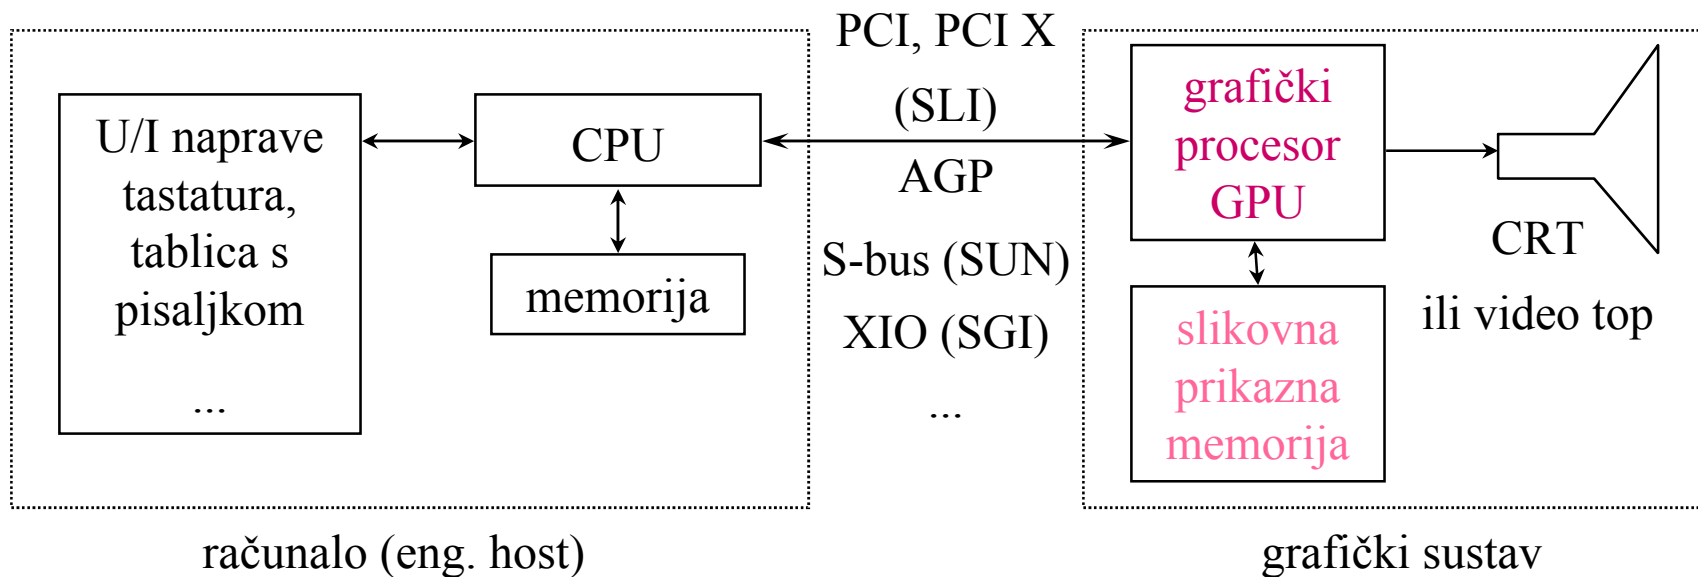 U/I naprave
tastatura,
tablica s
pisaljkom
...
CPU
memorija
računalo (eng. host)
PCI, PCI X
(SLI)
AGP
S-bus (SUN)
XIO (SGI)
...
grafički
procesor
GPU
slikovna
prikazna
memorija
CRT
ili video top
grafički sustav